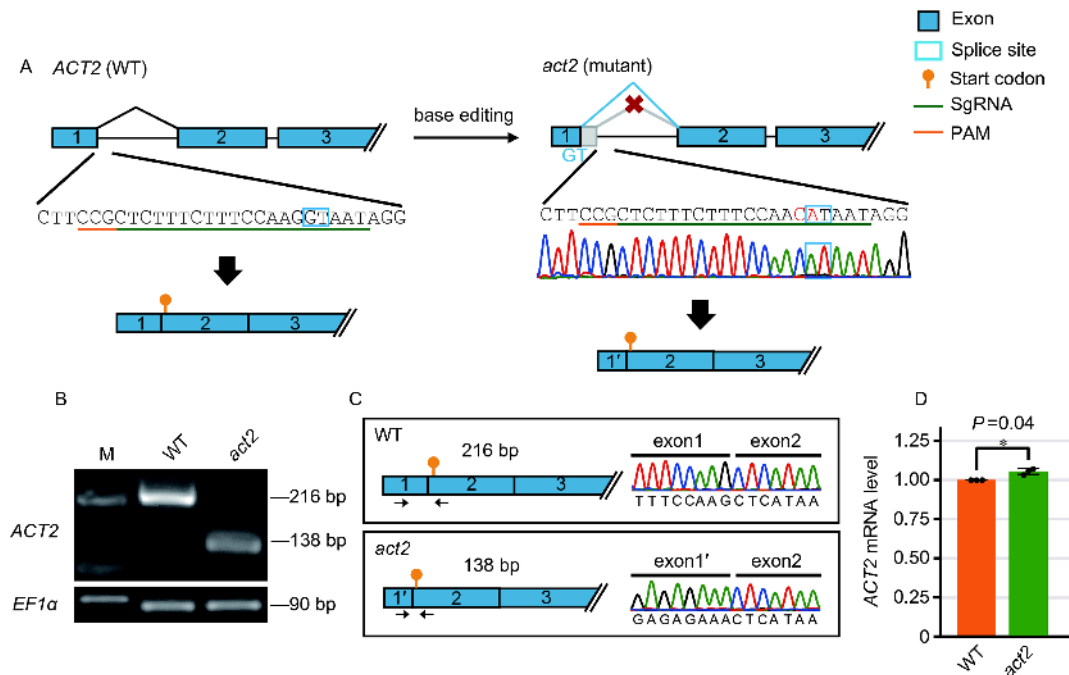 Exon
Splice site
Start codon
SgRNA
PAM
A
ACT2 (WT)
base editing
act2 (mutant)
1
2
3
1
2
3
GT
CTTCCGCTCTTTCTTTCCAAGGTAATAGG
CTTCCGCTCTTTCTTTCCAACATAATAGG
1
2
3
1′
2
3
B
M
WT
act2
ACT2
216 bp
138 bp
EF1α
90 bp
C
WT
216 bp
1
2
3
exon1
exon2
TTTCCAAGCTCATAA
act2
138 bp
1′
2
3
exon1′
exon2
GAGAGAAACTCATAA
D
P=0.04
*
ACT2 mRNA level
1.25
1.00
0.75
0.50
0.25
0
WT
act2